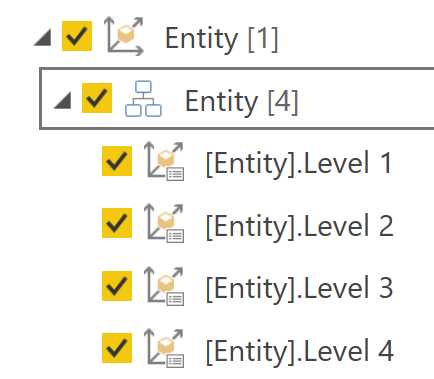 Entity [1]
Entity [4]
[Entity].Level 1
[Entity].Level 2
[Entity].Level 3
[Entity].Level 4